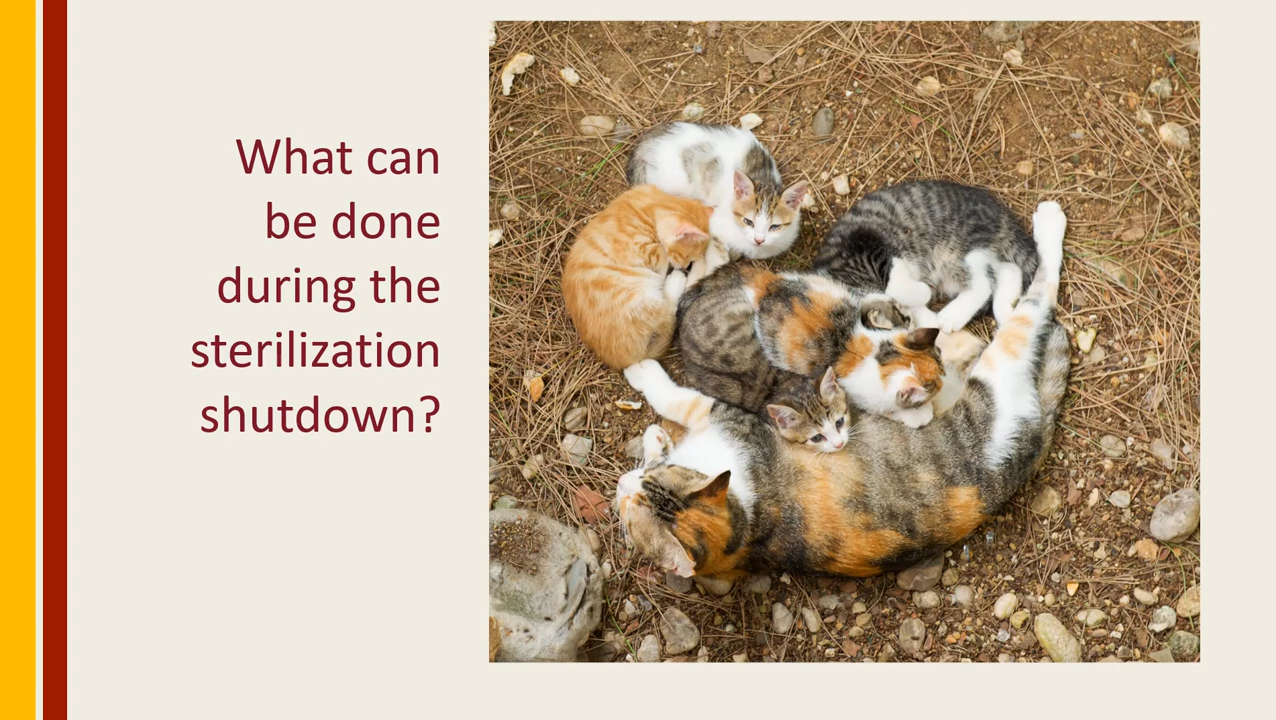 What can
be done
during the
sterilization
shutdown?